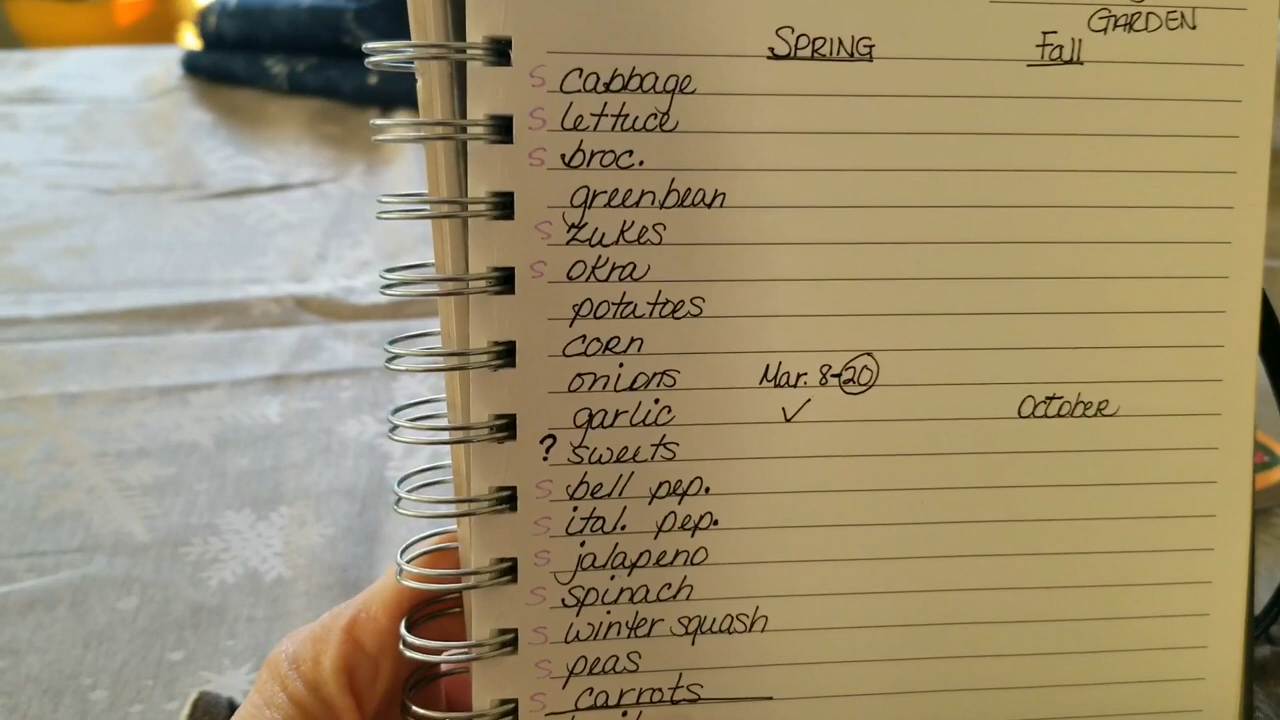 GARDEN
SPRING Fall
S cabbage
S lettuce
S broc.
greenbean
S zukes
S okra
potatoes
CORN
onions Mar. 8-20
garlic ✓ October
? sweets
S bell pep.
S ital. pep.
S jalapeno
S spinach
S winter squash
S peas
S carrots